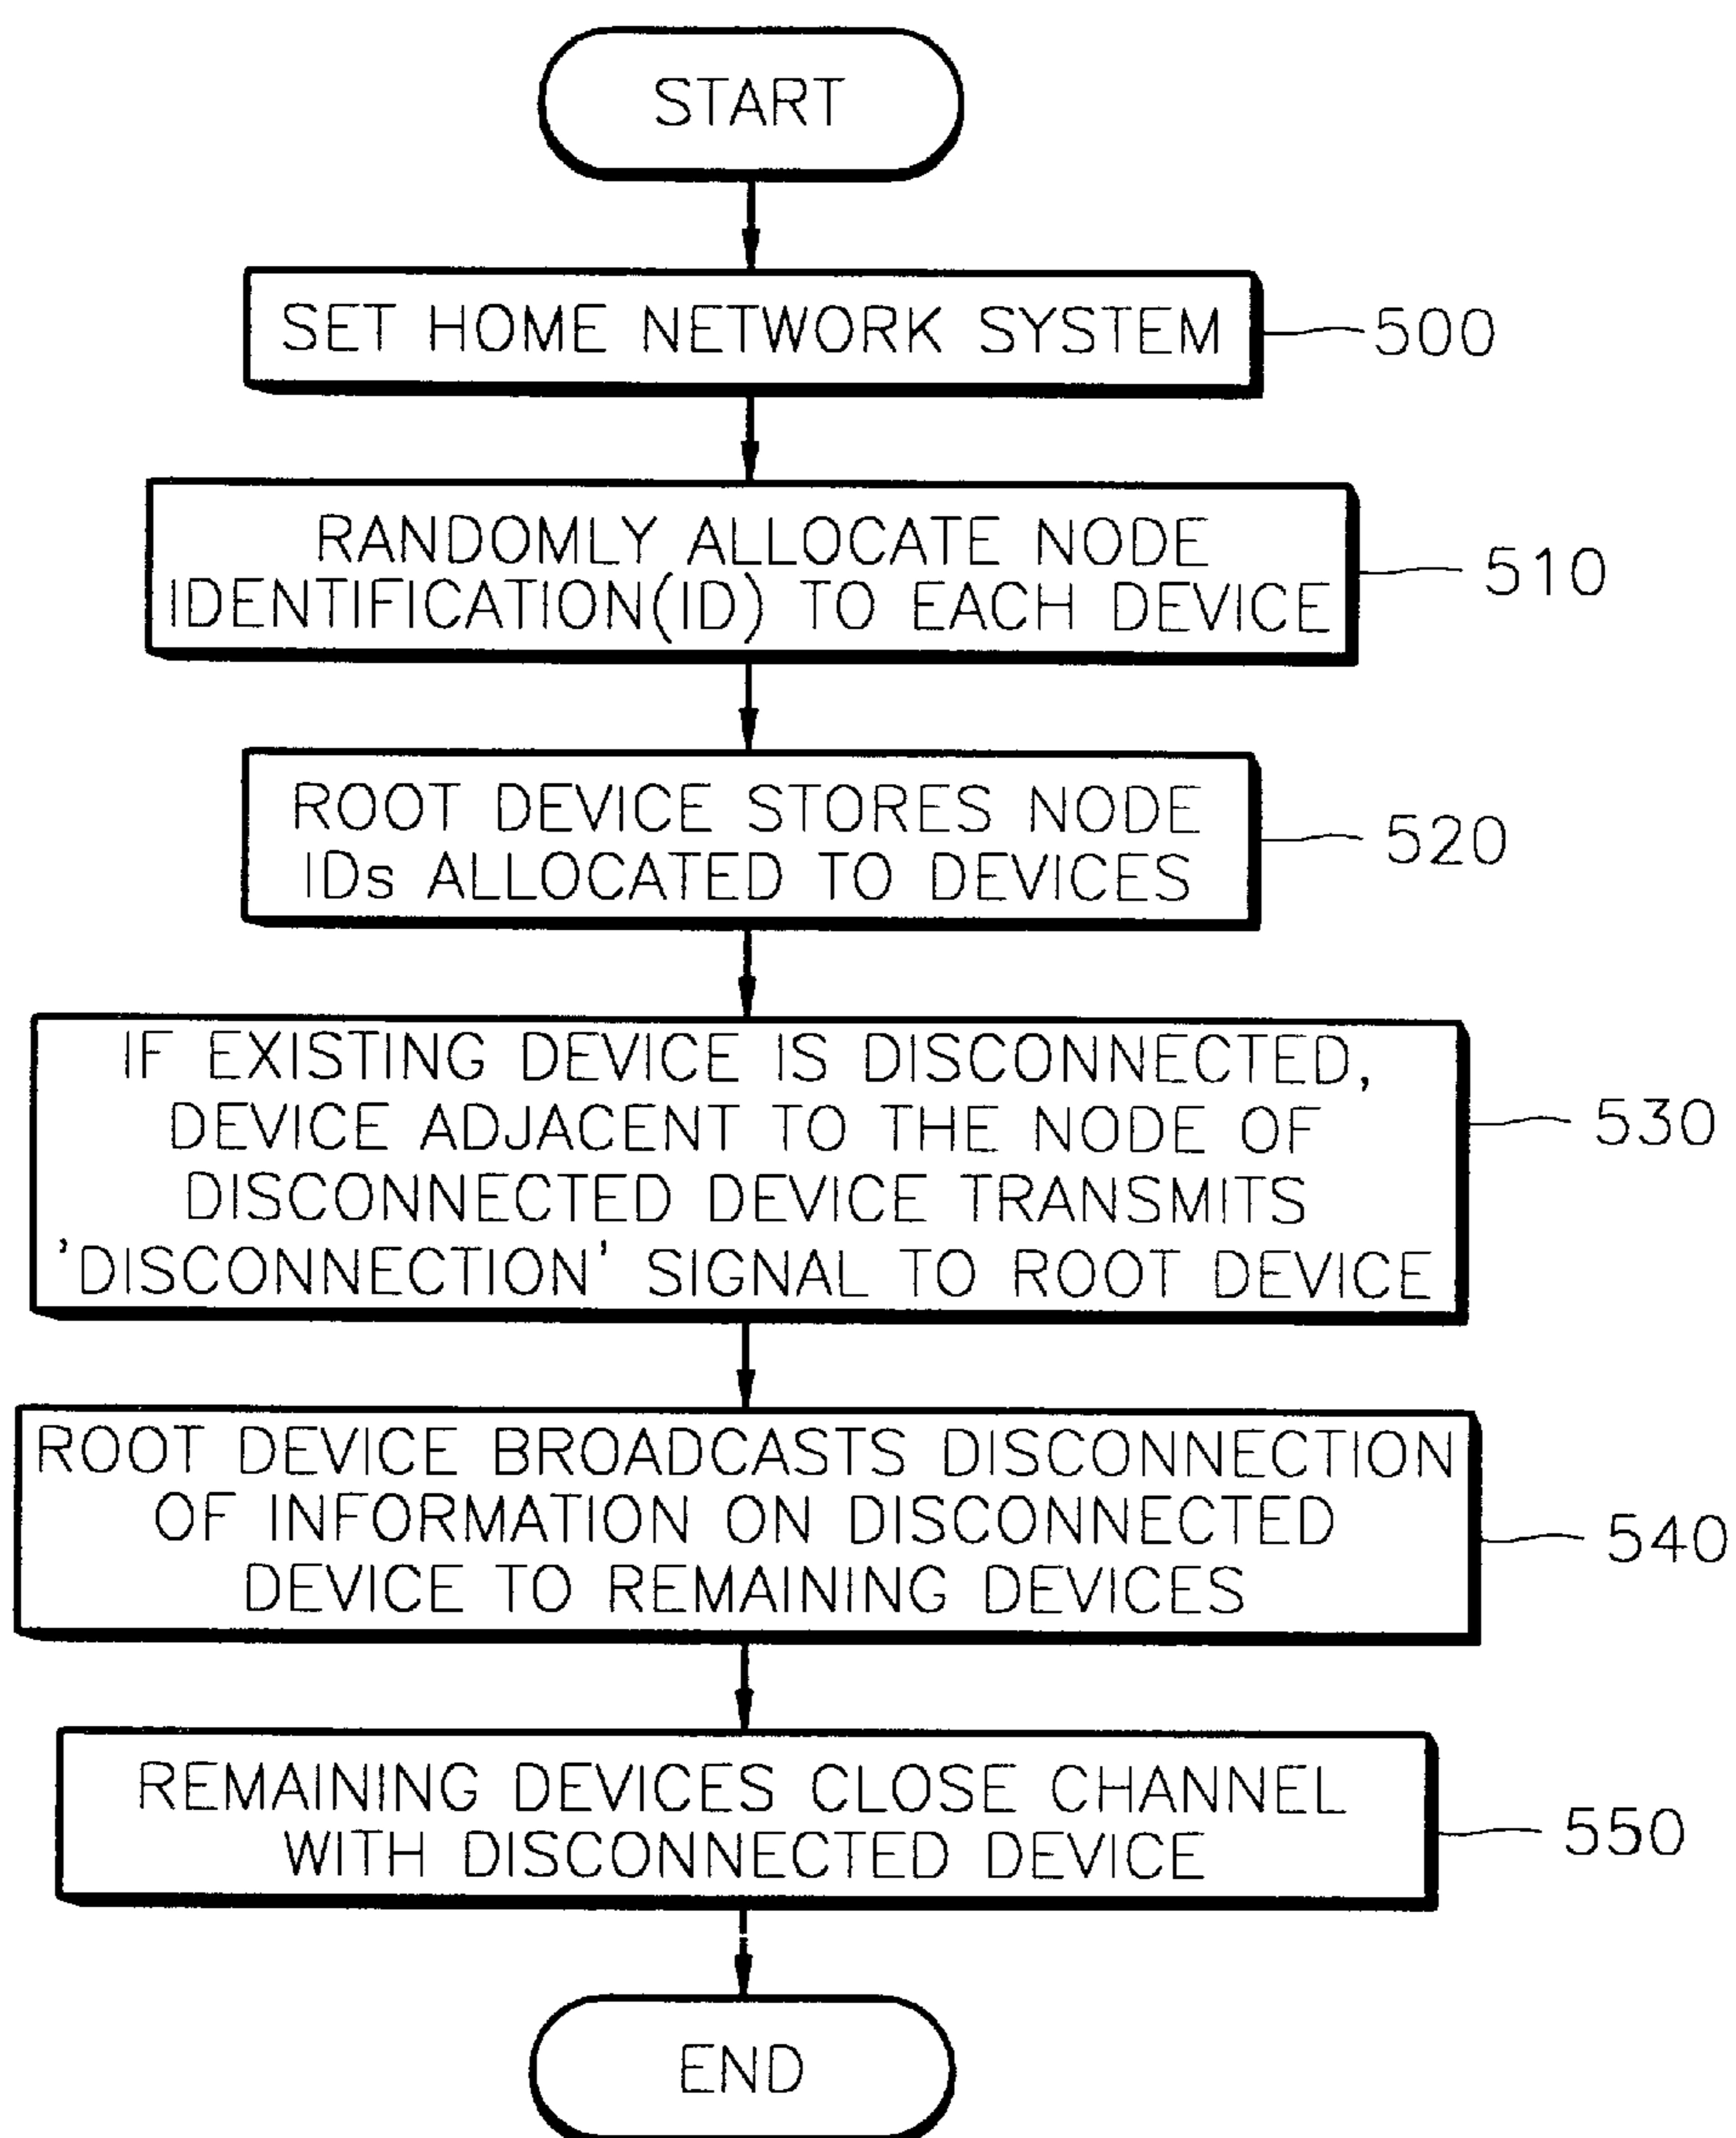 START
SET HOME NETWORK SYSTEM
500
RANDOMLY ALLOCATE NODE
IDENTIFICATION(ID) TO EACH DEVICE
510
ROOT DEVICE STORES NODE
IDs ALLOCATED TO DEVICES
520
IF EXISTING DEVICE IS DISCONNECTED,
DEVICE ADJACENT TO THE NODE OF
DISCONNECTED DEVICE TRANSMITS
'DISCONNECTION' SIGNAL TO ROOT DEVICE
530
ROOT DEVICE BROADCASTS DISCONNECTION
OF INFORMATION ON DISCONNECTED
DEVICE TO REMAINING DEVICES
540
REMAINING DEVICES CLOSE CHANNEL
WITH DISCONNECTED DEVICE
550
END